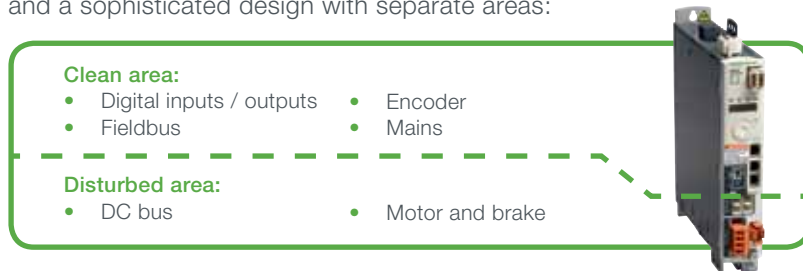 and a sophisticated design with separate areas:
Clean area:
• Digital inputs / outputs • Encoder
• Fieldbus • Mains
Disturbed area:
• DC bus • Motor and brake